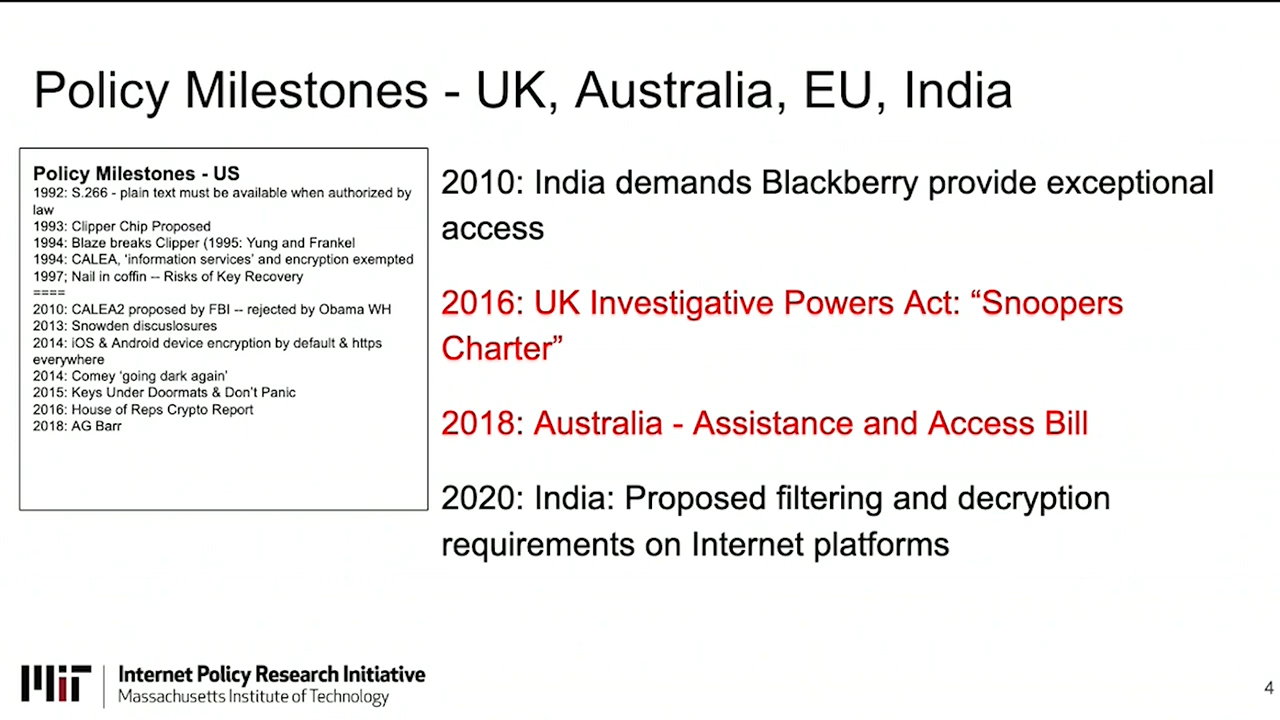 Policy Milestones - UK, Australia, EU, India
Policy Milestones - US
1992: S.266 - plain text must be available when authorized by
law
1993: Clipper Chip Proposed
1994: Blaze breaks Clipper (1995: Yung and Frankel
1994: CALEA, ‘information services’ and encryption exempted
1997; Nail in coffin -- Risks of Key Recovery
====
2010: CALEA2 proposed by FBI -- rejected by Obama WH
2013: Snowden discuslosures
2014: iOS & Android device encryption by default & https
everywhere
2014: Comey ‘going dark again’
2015: Keys Under Doormats & Don’t Panic
2016: House of Reps Crypto Report
2018: AG Barr
2010: India demands Blackberry provide exceptional
access
2016: UK Investigative Powers Act: “Snoopers
Charter”
2018: Australia - Assistance and Access Bill
2020: India: Proposed filtering and decryption
requirements on Internet platforms
MIT
Internet Policy Research Initiative
Massachusetts Institute of Technology
4